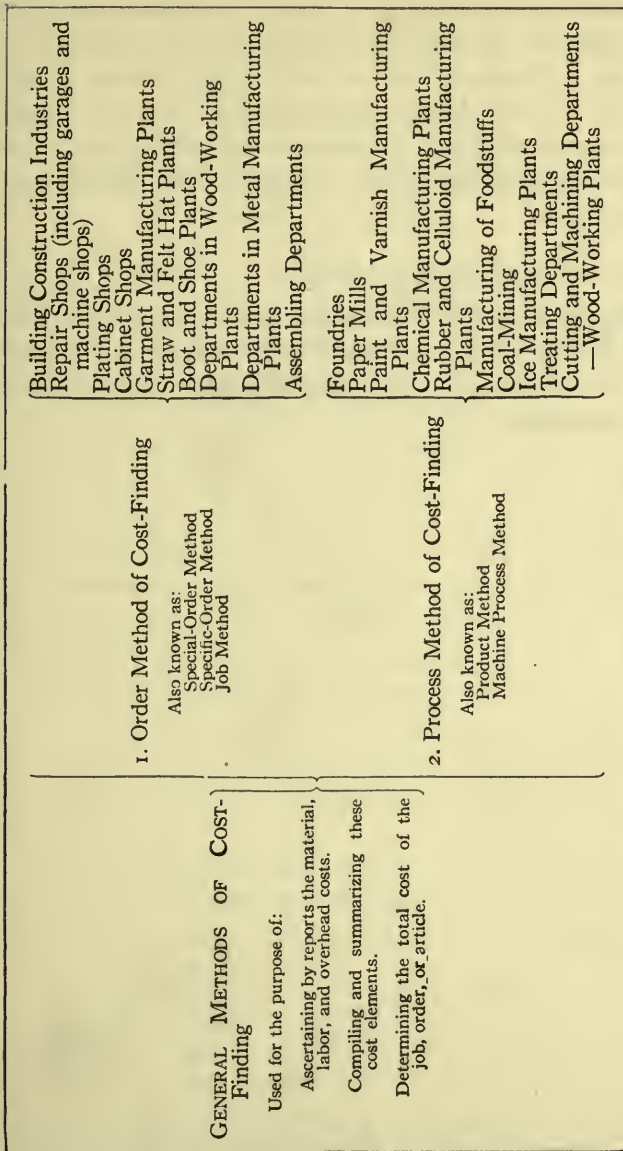 GENERAL METHODS OF COST-
Finding
Used for the purpose of:
Ascertaining by reports the material,
labor, and overhead costs.
Compiling and summarizing these
cost elements.
Determining the total cost of the
job, order, or article.
1. Order Method of Cost-Finding
Also known as:
Special-Order Method
Specific-Order Method
Job Method
Building Construction Industries
Repair Shops (including garages and
machine shops)
Plating Shops
Cabinet Shops
Garment Manufacturing Plants
Straw and Felt Hat Plants
Boot and Shoe Plants
Departments in Wood-Working
Plants
Departments in Metal Manufacturing
Plants
Assembling Departments
2. Process Method of Cost-Finding
Also known as:
Product Method
Machine Process Method
Foundries
Paper Mills
Paint and Varnish Manufacturing
Plants
Chemical Manufacturing Plants
Rubber and Celluloid Manufacturing
Plants
Manufacturing of Foodstuffs
Coal-Mining
Ice Manufacturing Plants
Treating Departments
Cutting and Machining Departments
—Wood-Working Plants